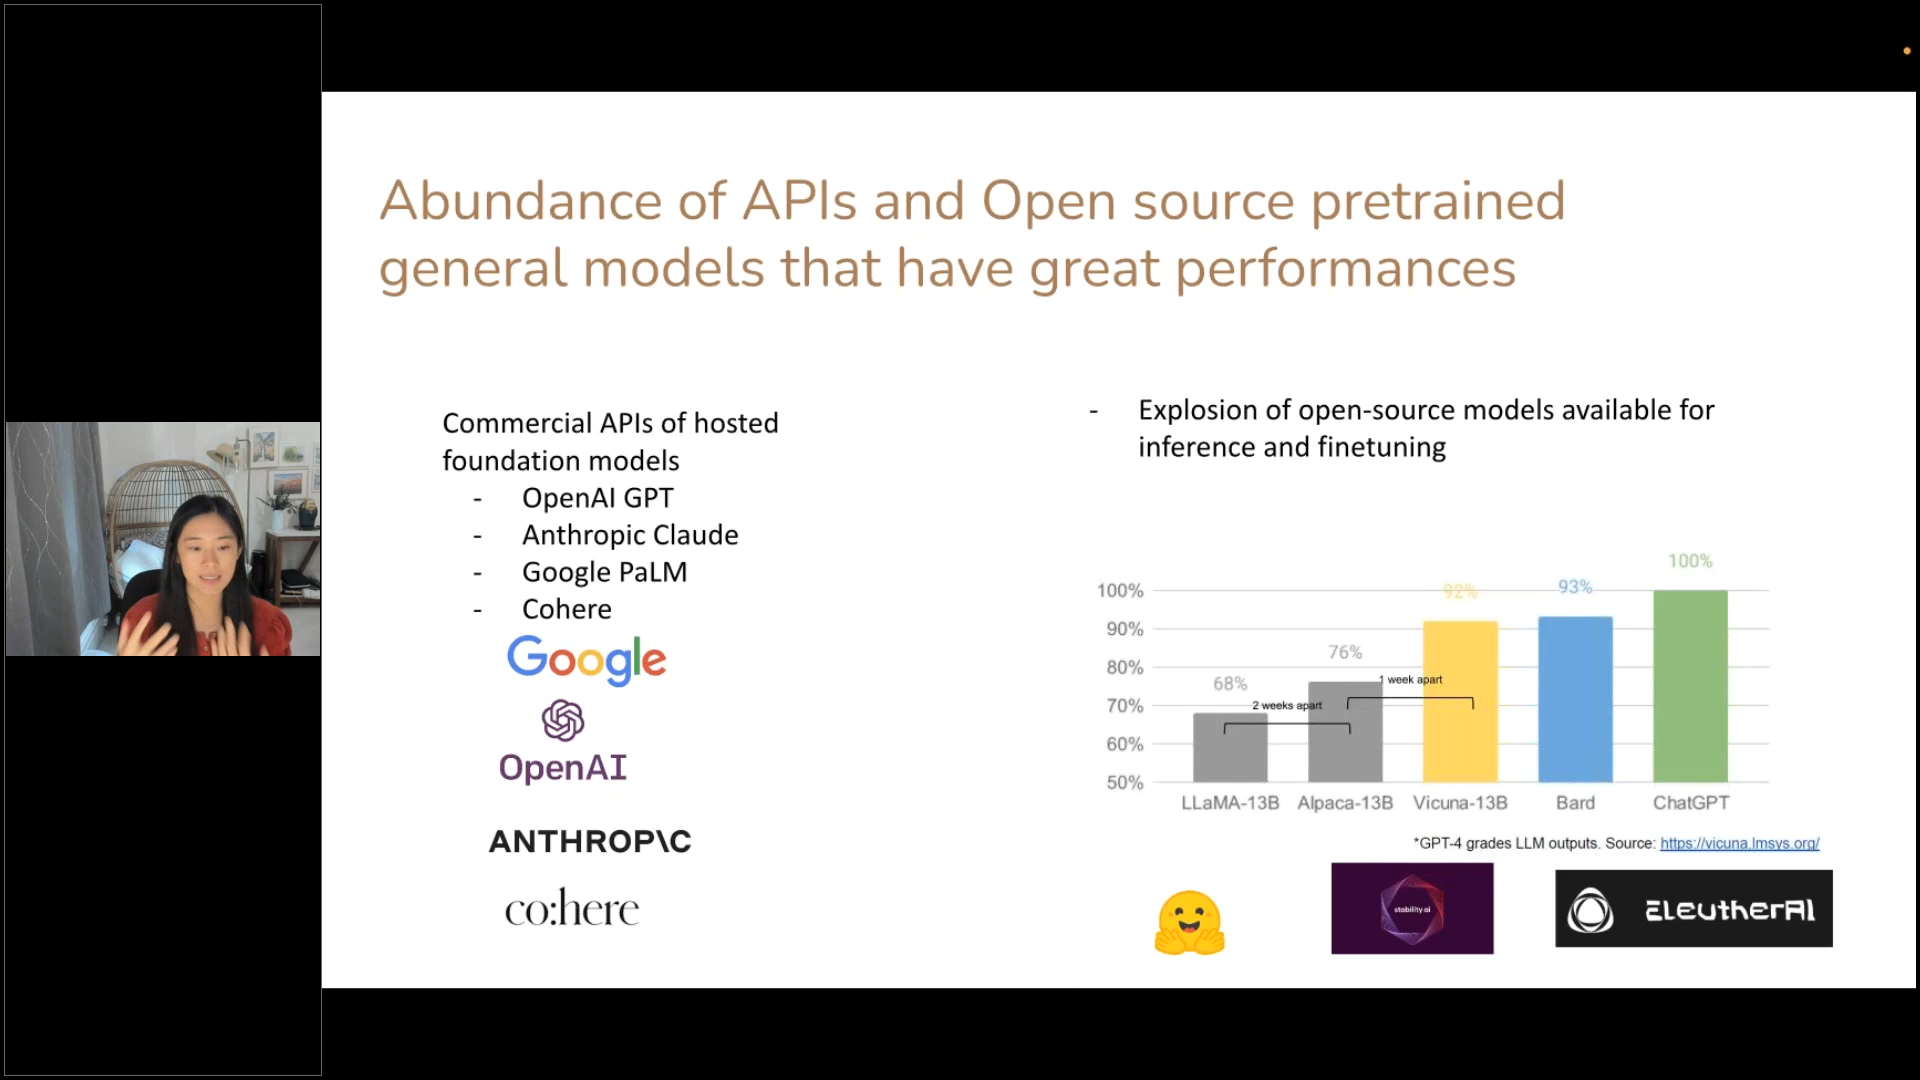 Abundance of APIs and Open source pretrained
general models that have great performances
Commercial APIs of hosted
foundation models
- OpenAI GPT
- Anthropic Claude
- Google PaLM
- Cohere
Google
OpenAI
ANTHROP\C
co:here
- Explosion of open-source models available for
inference and finetuning
100%
90%
80%
70%
60%
50%
68%
76%
92%
93%
100%
2 weeks apart
1 week apart
LLaMA-13B
Alpaca-13B
Vicuna-13B
Bard
ChatGPT
*GPT-4 grades LLM outputs. Source: https://vicuna.lmsys.org/
stability ai
EleutherAI